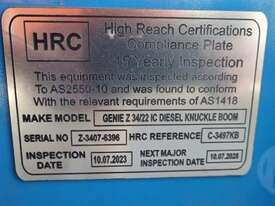 HRC
High Reach Certifications
Compliance Plate
10 Yearly Inspection
This equipment was inspected according
To AS2550-10 and was found to conform
With the relevant requirements of AS1418
MAKE MODEL GENIE Z 34/22 IC DIESEL KNUCKLE BOOM
SERIAL NO Z-3407-6396 HRC REFERENCE C-3497KB
INSPECTION DATE 10.07.2023 NEXT MAJOR INSPECTION 10.07.2028